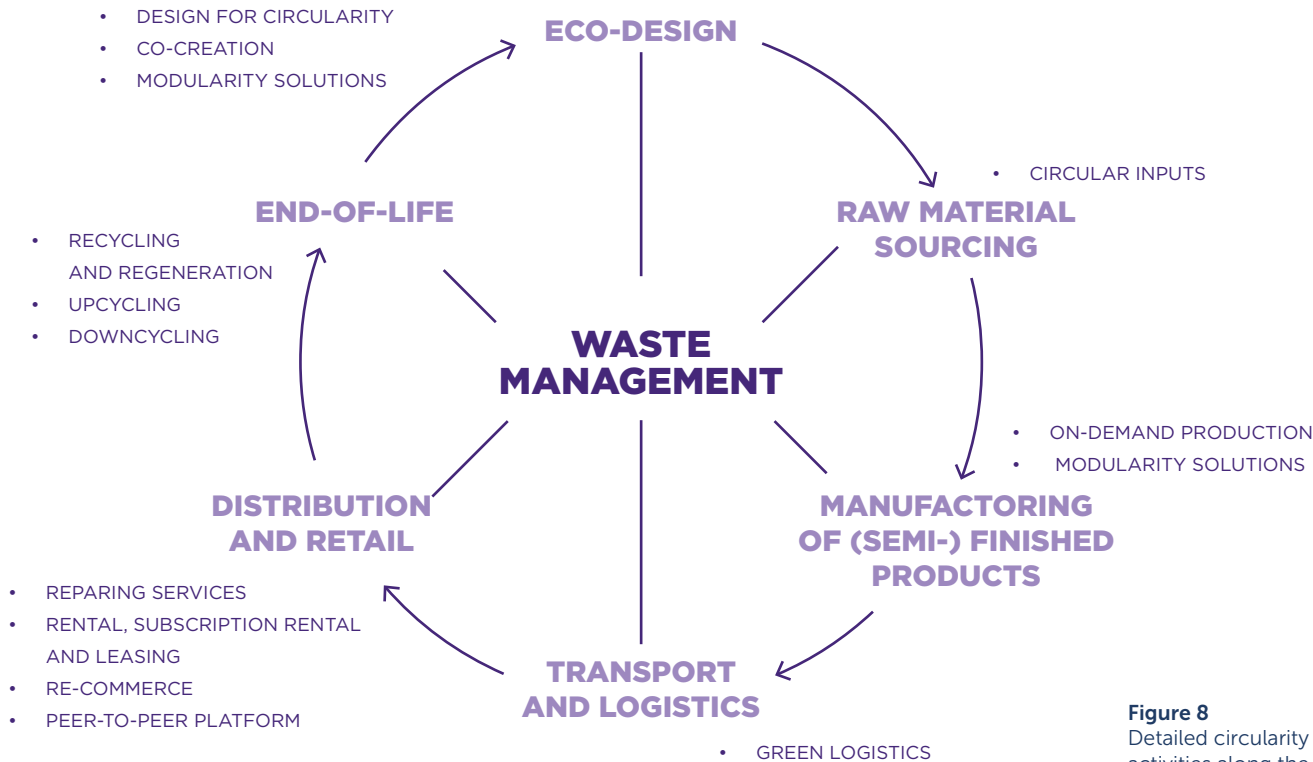 • DESIGN FOR CIRCULARITY
• CO-CREATION
• MODULARITY SOLUTIONS
ECO-DESIGN
• CIRCULAR INPUTS
RAW MATERIAL
SOURCING
END-OF-LIFE
• RECYCLING
AND REGENERATION
• UPCYCLING
• DOWNCYCLING
WASTE
MANAGEMENT
• ON-DEMAND PRODUCTION
• MODULARITY SOLUTIONS
MANUFACTORING
OF (SEMI-) FINISHED
PRODUCTS
DISTRIBUTION
AND RETAIL
• REPARING SERVICES
• RENTAL, SUBSCRIPTION RENTAL
AND LEASING
• RE-COMMERCE
• PEER-TO-PEER PLATFORM
TRANSPORT
AND LOGISTICS
• GREEN LOGISTICS
Figure 8
Detailed circularity
activities along the